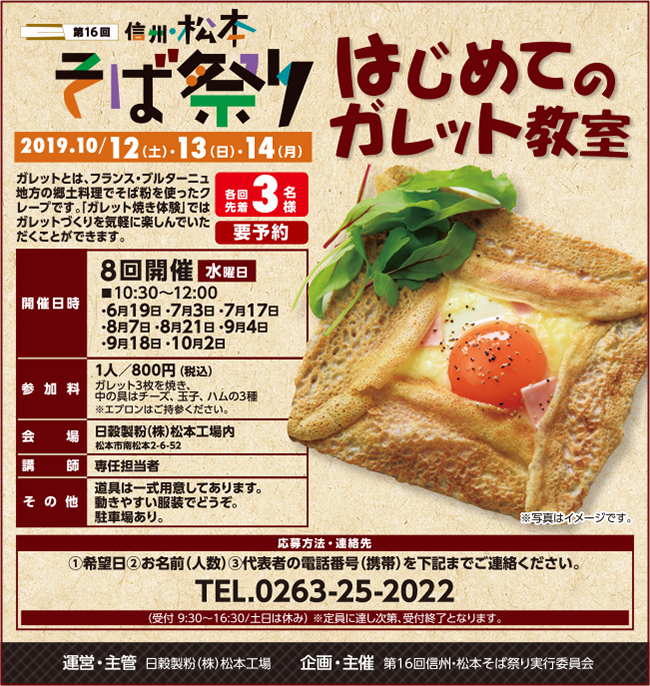 第16回
信州・松本
そば祭り
2019.10/12(土)・13(日)・14(月)
はじめての
ガレット教室
ガレットとは、フランス・ブルターニュ
地方の郷土料理でそば粉を使ったク
レープです。「ガレット焼き体験」では
ガレットづくりを気軽に楽しんでいた
だくことができます。
各回
先着
3名様
要予約
開催日時
8回開催 水曜日
■10:30〜12:00
・6月19日・7月3日・7月17日
・8月7日・8月21日・9月4日
・9月18日・10月2日
参加料
1人/800円(税込)
ガレット3枚を焼き、
中の具はチーズ、玉子、ハムの3種
※エプロンはご持参ください。
会場
日穀製粉(株)松本工場内
松本市南松本2-6-52
講師
専任担当者
その他
道具は一式用意してあります。
動きやすい服装でどうぞ。
駐車場あり。
※写真はイメージです。
応募方法・連絡先
①希望日②お名前(人数)③代表者の電話番号(携帯)を下記までご連絡ください。
TEL.0263-25-2022
(受付 9:30〜16:30/土日は休み) ※定員に達し次第、受付終了となります。
運営・主管 日穀製粉(株)松本工場 企画・主催 第16回信州・松本そば祭り実行委員会